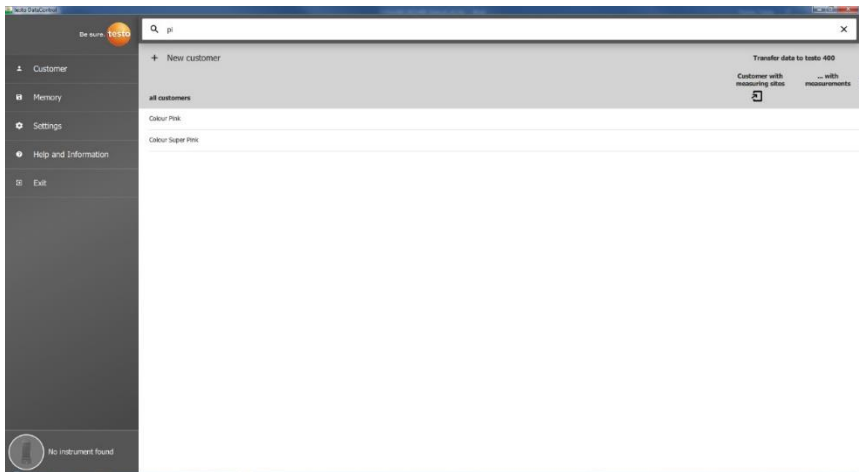 testo DataControl
Be sure. testo
pi
Customer
Memory
Settings
Help and Information
Exit
No instrument found
+ New customer
Transfer data to testo 400
Customer with
measuring sites
... with
measurements
all customers
Colour Pink
Colour Super Pink